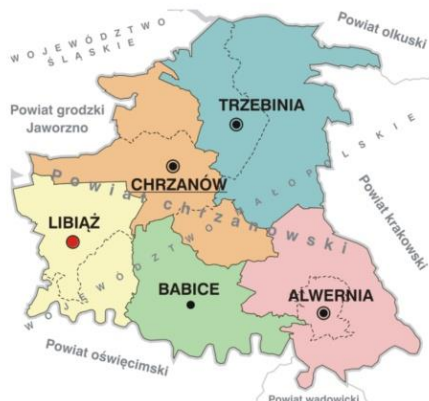 WOJEWÓDZTWO
ŚLĄSKIE
Powiat olkuski
Powiat grodzki
Jaworzno
TRZEBINIA
CHRZANÓW
Powiat chrzanowski
WOJEWÓDZTWO MAŁOPOLSKIE
Powiat krakowski
LIBIĄŻ
BABICE
ALWERNIA
Powiat oświęcimski
Powiat wadowicki